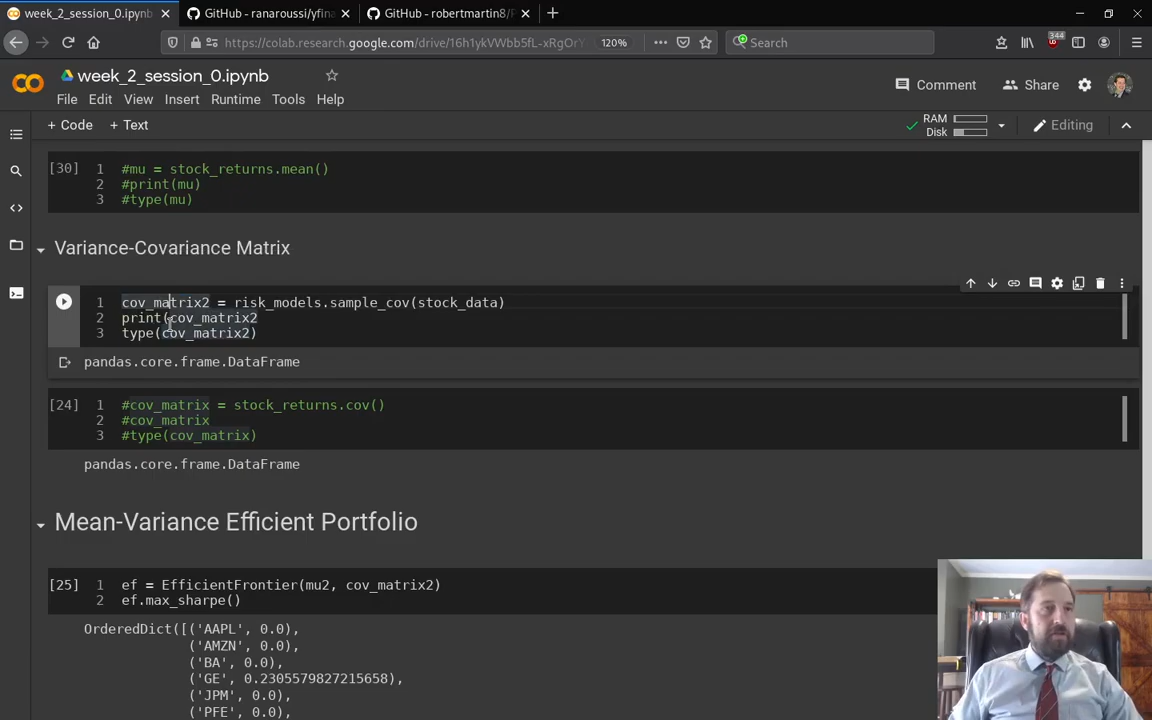 week_2_session_0.ipynb
GitHub - ranaroussi/yfina
GitHub - robertmartin8/P
https://colab.research.google.com/drive/16h1ykVWbb5fL-xRgOrY
120%
Search
344
week_2_session_0.ipynb
Comment
Share
File Edit View Insert Runtime Tools Help
+ Code + Text
RAM
Disk
Editing
[30] 1 #mu = stock_returns.mean()
2 #print(mu)
3 #type(mu)
Variance-Covariance Matrix
1 cov_matrix2 = risk_models.sample_cov(stock_data)
2 print(cov_matrix2
3 type(cov_matrix2)
pandas.core.frame.DataFrame
[24] 1 #cov_matrix = stock_returns.cov()
2 #cov_matrix
3 #type(cov_matrix)
pandas.core.frame.DataFrame
Mean-Variance Efficient Portfolio
[25] 1 ef = EfficientFrontier(mu2, cov_matrix2)
2 ef.max_sharpe()
OrderedDict([('AAPL', 0.0),
('AMZN', 0.0),
('BA', 0.0),
('GE', 0.2305579827215658),
('JPM', 0.0),
('PFE', 0.0),